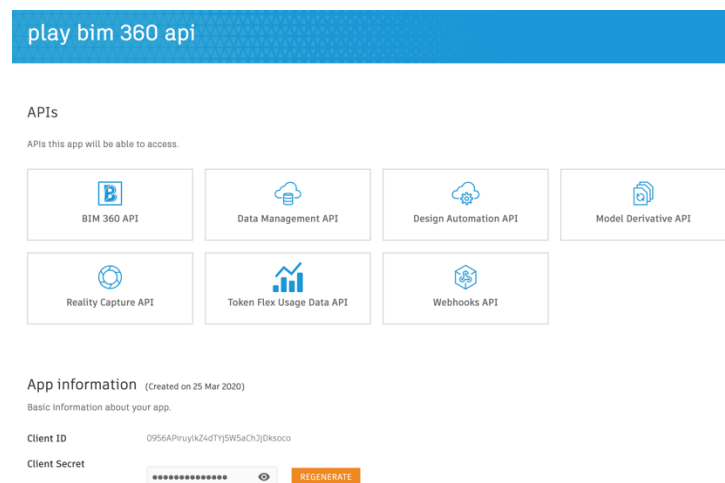 play bim 360 api
APIs
APIs this app will be able to access.
BIM 360 API
Data Management API
Design Automation API
Model Derivative API
Reality Capture API
Token Flex Usage Data API
Webhooks API
App information (Created on 25 Mar 2020)
Basic information about your app.
Client ID 0956APiruylkZ4dTYj5W5aChJjDksoco
Client Secret
REGENERATE